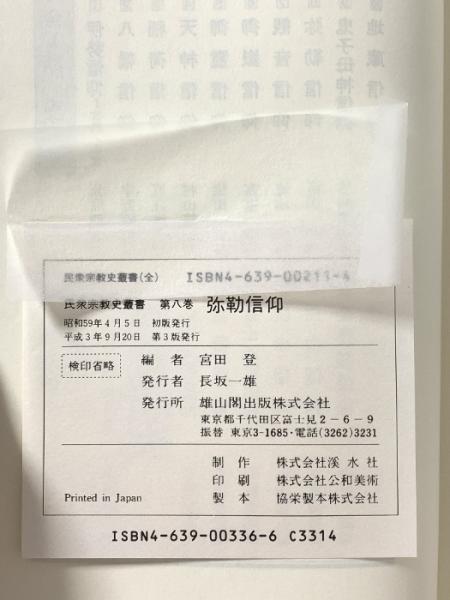 民衆宗教史叢書(全) ISBN4-639-00211-4
民衆宗教史叢書 第八巻 弥勒信仰
昭和59年4月5日 初版発行
平成3年9月20日 第3版発行
検印省略
編者 宮田登
発行者 長坂一雄
発行所 雄山閣出版株式会社
東京都千代田区富士見2-6-9
振替 東京3-1685・電話(3262)3231
制作 株式会社溪水社
印刷 株式会社公和美術
製本 協栄製本株式会社
Printed in Japan
ISBN4-639-00336-6 C3314